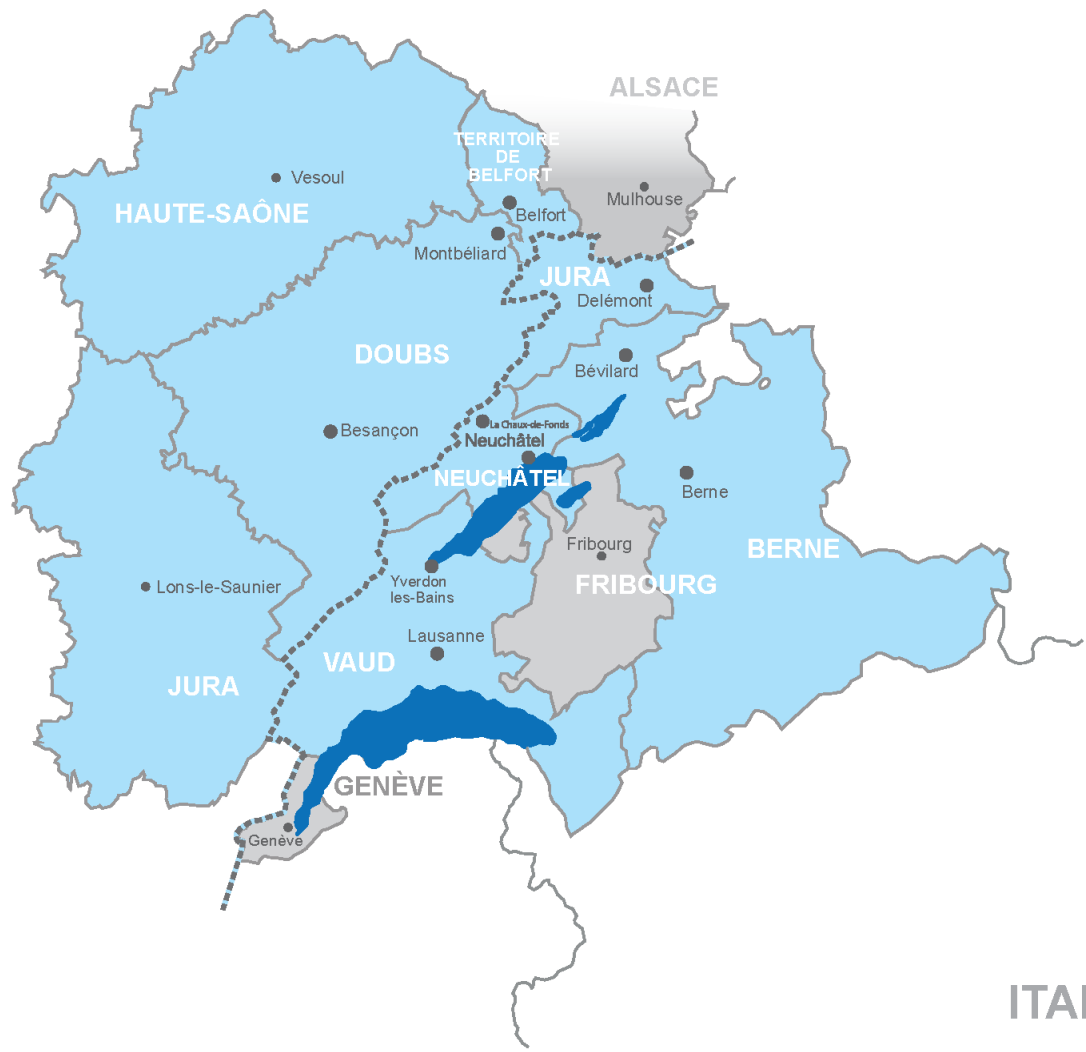 ALSACE
TERRITOIRE
DE
BELFORT
Vesoul
Mulhouse
HAUTE-SAÔNE
Belfort
Montbéliard
JURA
Delémont
DOUBS
Bévilard
La Chaux-de-Fonds
Besançon
Neuchâtel
NEUCHÂTEL
Berne
Fribourg
BERNE
Yverdon
les-Bains
Lons-le-Saunier
FRIBOURG
Lausanne
VAUD
JURA
GENÈVE
Genève
ITAI